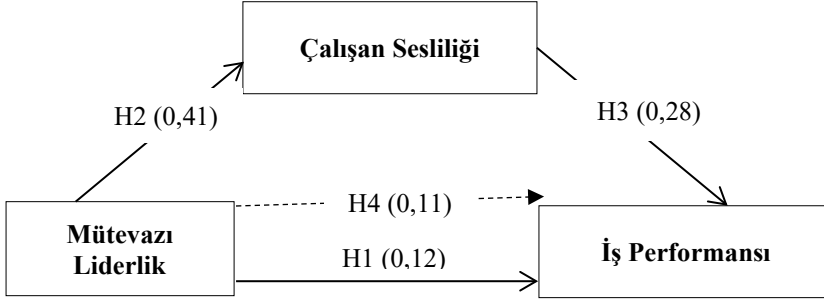 Çalışan Sesliliği
H2 (0,41)
H3 (0,28)
H4 (0,11)
Mütevazı
Liderlik
İş Performansı
H1 (0,12)